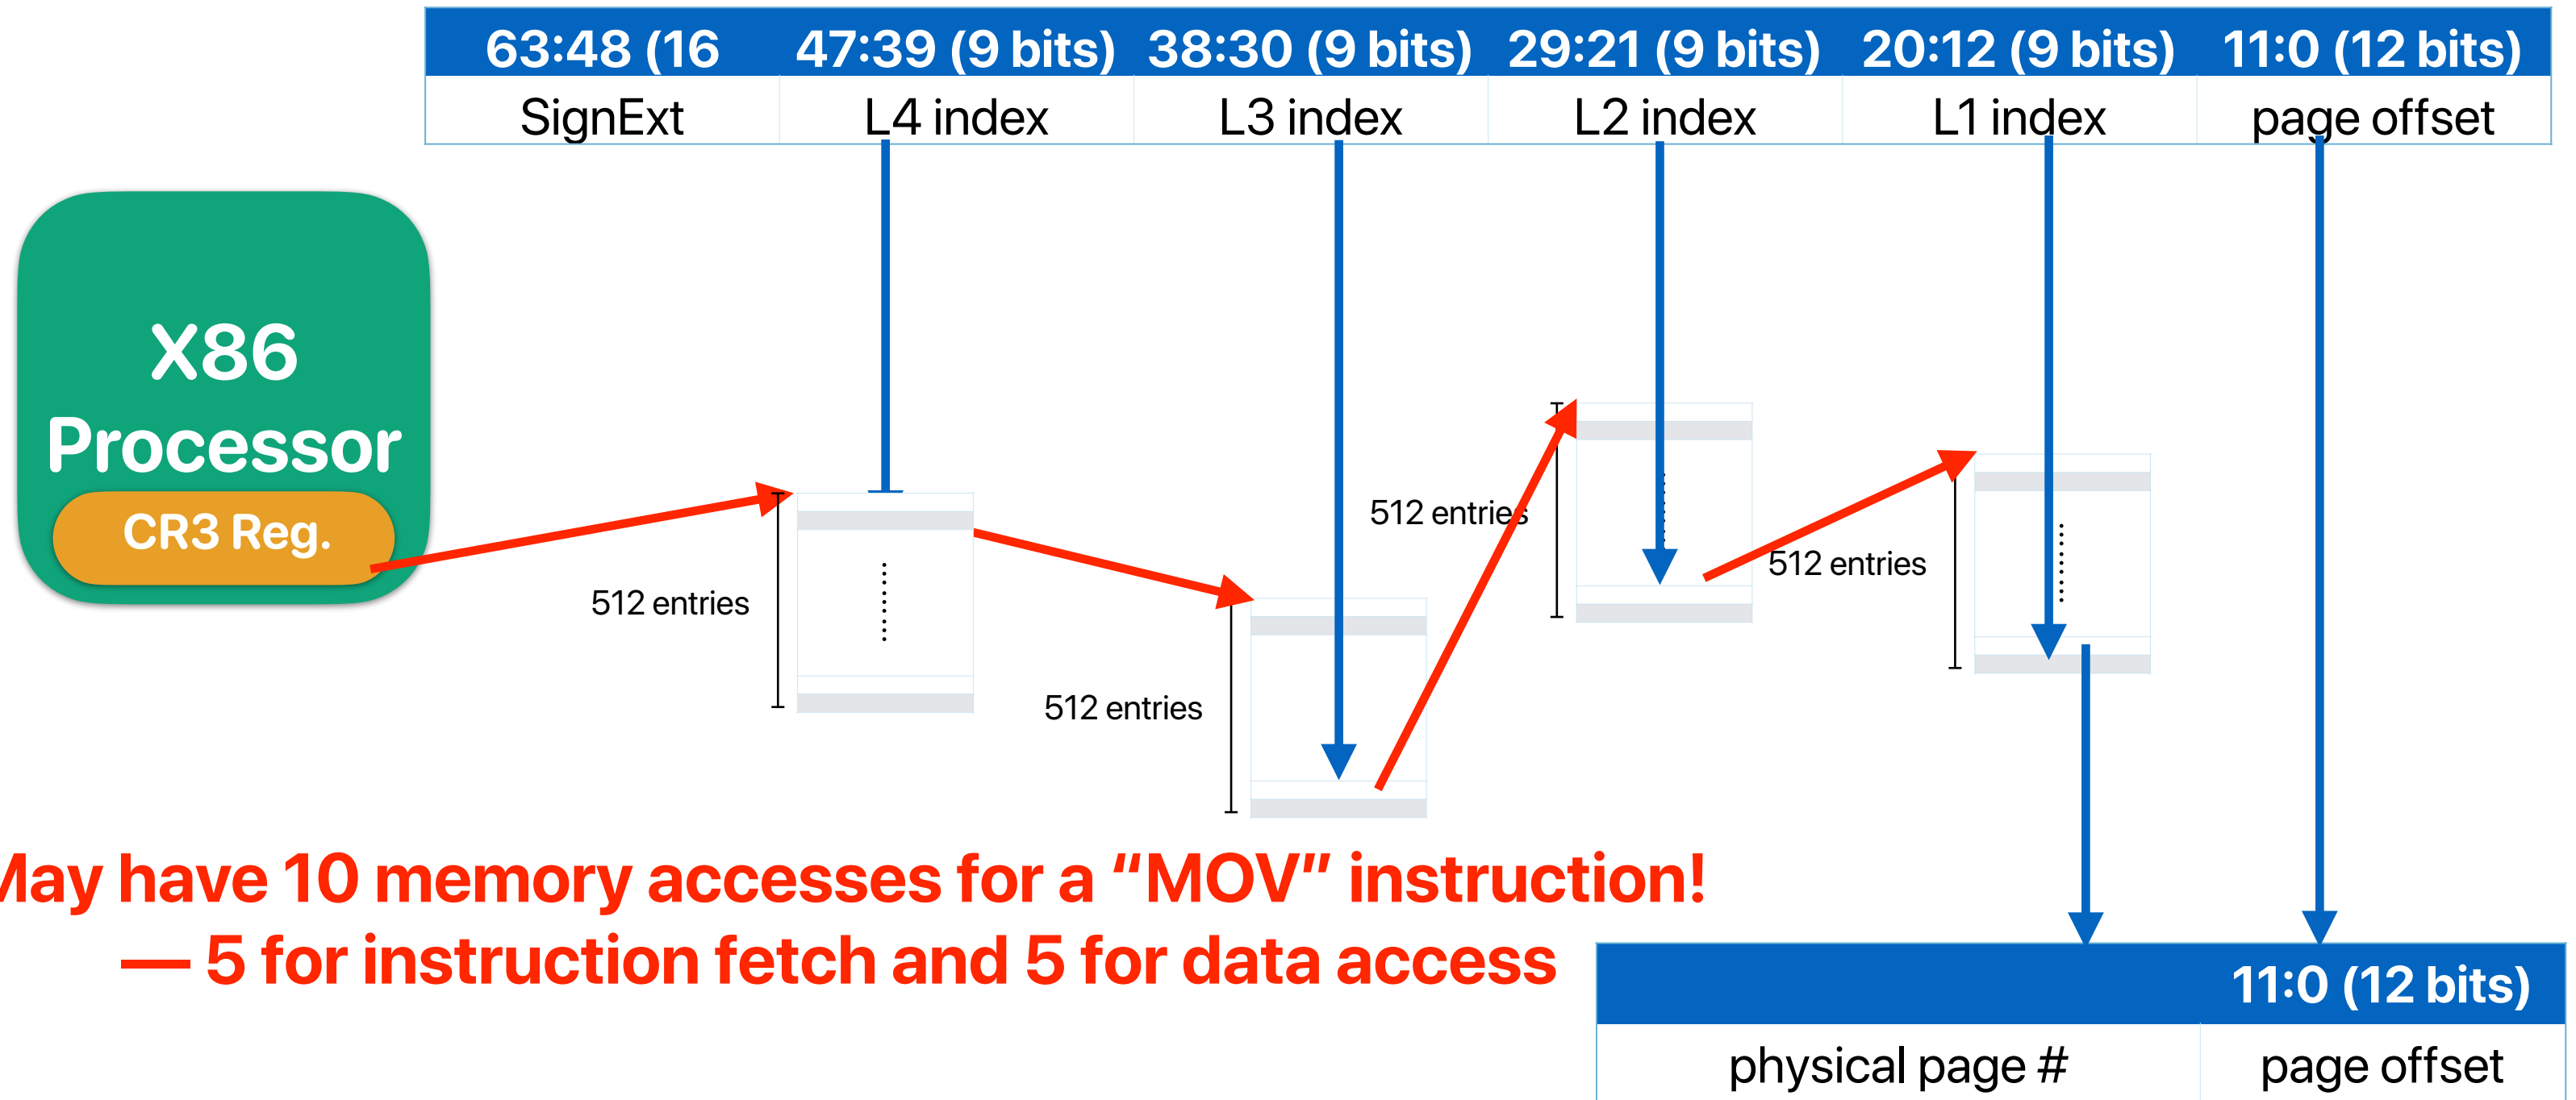 63:48 (16 47:39 (9 bits) 38:30 (9 bits) 29:21 (9 bits) 20:12 (9 bits) 11:0 (12 bits)
SignExt L4 index L3 index L2 index L1 index page offset
X86
Processor
CR3 Reg.
512 entries
512 entries
512 entries
512 entries
May have 10 memory accesses for a “MOV” instruction!
— 5 for instruction fetch and 5 for data access
11:0 (12 bits)
physical page # page offset